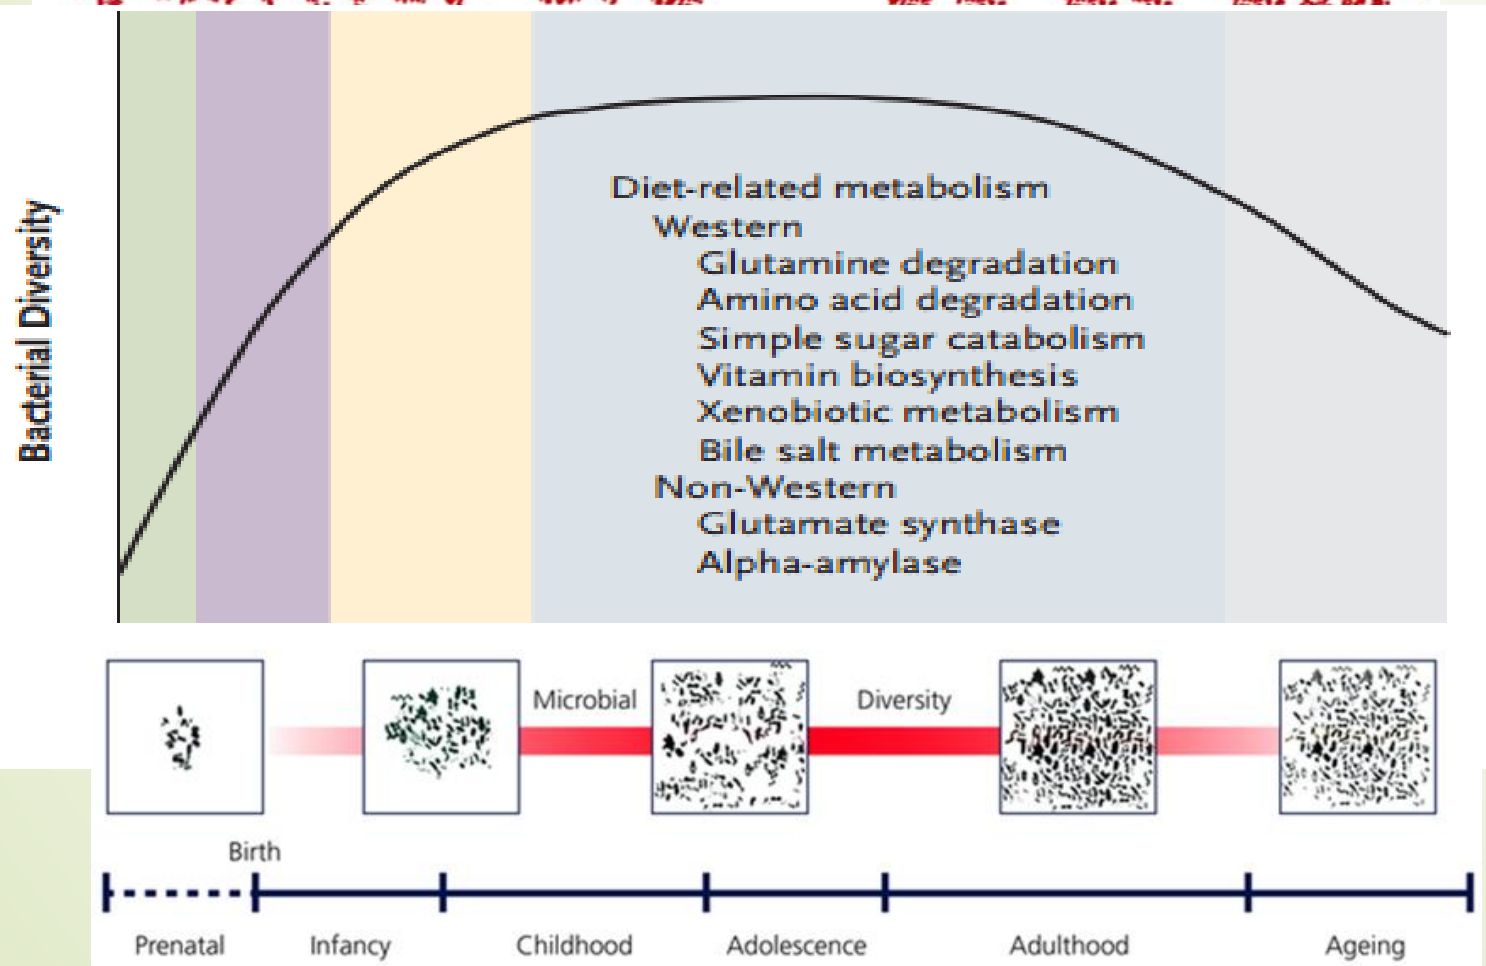 Bacterial Diversity
Diet-related metabolism
Western
Glutamine degradation
Amino acid degradation
Simple sugar catabolism
Vitamin biosynthesis
Xenobiotic metabolism
Bile salt metabolism
Non-Western
Glutamate synthase
Alpha-amylase
Microbial
Diversity
Birth
Prenatal
Infancy
Childhood
Adolescence
Adulthood
Ageing